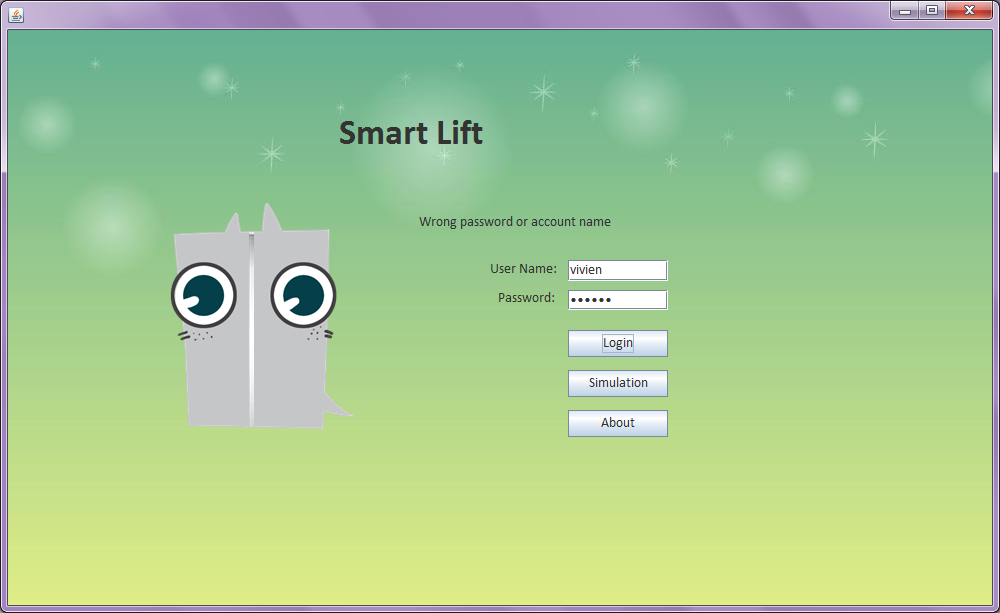 Smart Lift
Wrong password or account name
User Name: vivien
Password: ••••••
Login
Simulation
About